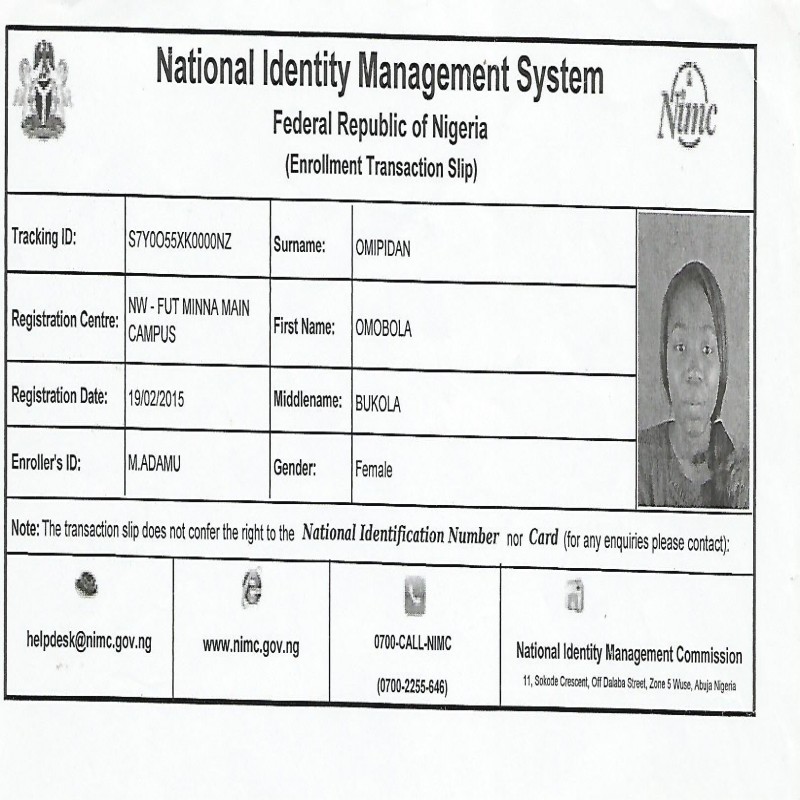 National Identity Management System
Federal Republic of Nigeria
(Enrollment Transaction Slip)
Nimc
Tracking ID: S7Y0O55XK0000NZ Surname: OMIPIDAN
Registration Centre: NW - FUT MINNA MAIN CAMPUS First Name: OMOBOLA
Registration Date: 19/02/2015 Middlename: BUKOLA
Enroller's ID: M.ADAMU Gender: Female
Note: The transaction slip does not confer the right to the National Identification Number nor Card (for any enquiries please contact):
helpdesk@nimc.gov.ng
www.nimc.gov.ng
0700-CALL-NIMC
(0700-2255-646)
National Identity Management Commission
11, Sokode Crescent, Off Dalaba Street, Zone 5 Wuse, Abuja Nigeria